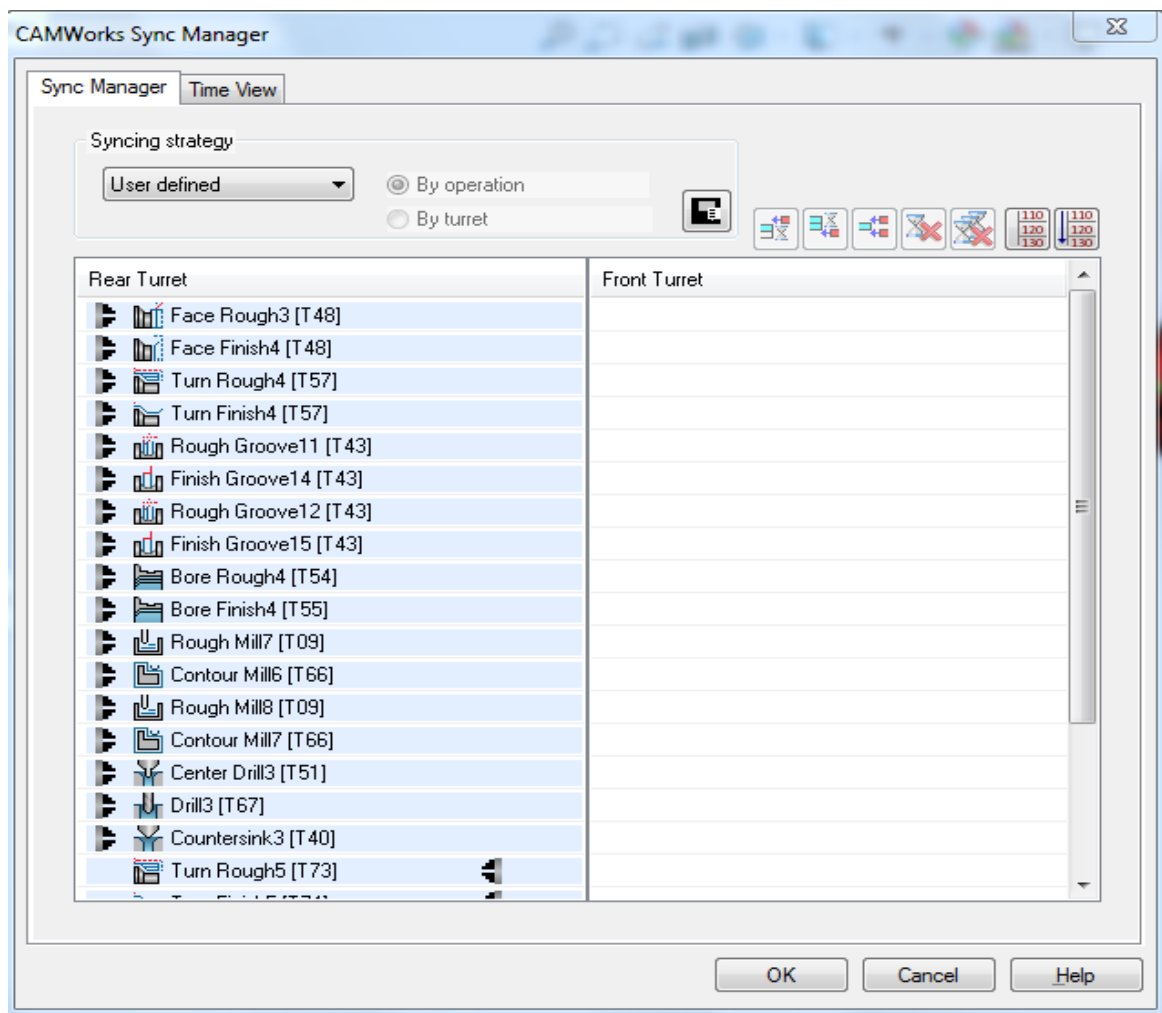 CAMWorks Sync Manager
Sync Manager
Time View
Syncing strategy
User defined
By operation
By turret
110 110
120 120
130 130
Rear Turret
Front Turret
Face Rough3 [T48]
Face Finish4 [T48]
Turn Rough4 [T57]
Turn Finish4 [T57]
Rough Groove11 [T43]
Finish Groove14 [T43]
Rough Groove12 [T43]
Finish Groove15 [T43]
Bore Rough4 [T54]
Bore Finish4 [T55]
Rough Mill7 [T09]
Contour Mill6 [T66]
Rough Mill8 [T09]
Contour Mill7 [T66]
Center Drill3 [T51]
Drill3 [T67]
Countersink3 [T40]
Turn Rough5 [T73]
OK
Cancel
Help